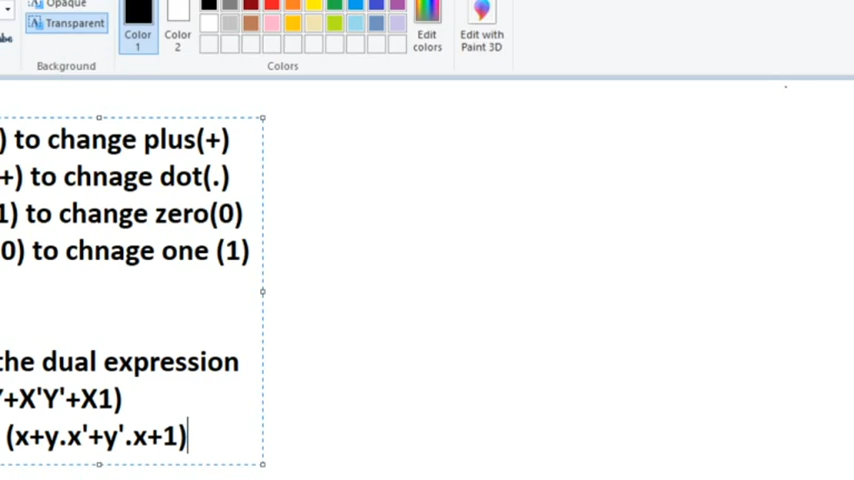 Opaque
Transparent
Background
Color
1
Color
2
Colors
Edit
colors
Edit with
Paint 3D
) to change plus(+)
+) to chnage dot(.)
1) to change zero(0)
0) to chnage one (1)
the dual expression
+X'Y'+X1)
(x+y.x'+y'.x+1)